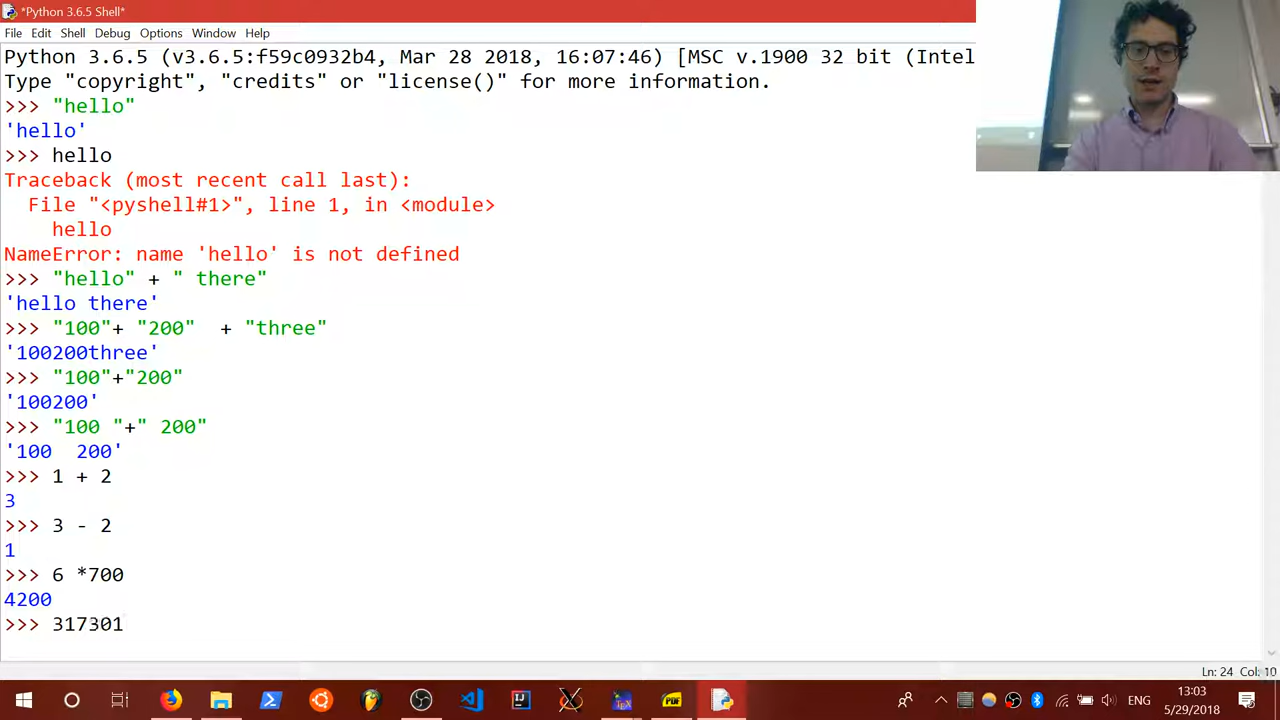 *Python 3.6.5 Shell*
File Edit Shell Debug Options Window Help
Python 3.6.5 (v3.6.5:f59c0932b4, Mar 28 2018, 16:07:46) [MSC v.1900 32 bit (Intel
Type "copyright", "credits" or "license()" for more information.
>>> "hello"
'hello'
>>> hello
Traceback (most recent call last):
  File "<pyshell#1>", line 1, in <module>
    hello
NameError: name 'hello' is not defined
>>> "hello" + " there"
'hello there'
>>> "100"+ "200"  + "three"
'100200three'
>>> "100"+"200"
'100200'
>>> "100 "+" 200"
'100  200'
>>> 1 + 2
3
>>> 3 - 2
1
>>> 6 *700
4200
>>> 317301
Ln: 24 Col: 10
ENG
13:03
5/29/2018
TEX
PDF